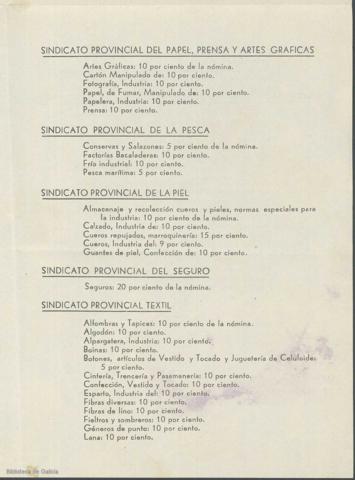 SINDICATO PROVINCIAL DEL PAPEL, PRENSA Y ARTES GRAFICAS
Artes Gráficas: 10 por ciento de la nómina.
Cartón Manipulado de: 10 por ciento.
Fotografía, Industria: 10 por ciento.
Papel, de Fumar, Manipulado de: 10 por ciento.
Papelera, Industria: 10 por ciento.
Prensa: 10 por ciento.
SINDICATO PROVINCIAL DE LA PESCA
Conservas y Salazones: 5 por ciento de la nómina.
Factorías Bacaladeras: 10 por ciento.
Frío industrial: 10 por ciento.
Pesca marítima: 5 por ciento.
SINDICATO PROVINCIAL DE LA PIEL
Almacenaje y recolección cueros y pieles, normas especiales para
la industria: 10 por ciento de la nómina.
Calzado, Industria de: 10 por ciento.
Cueros repujados, marroquinería: 15 por ciento.
Cueros, Industria del: 9 por ciento.
Guantes de piel, Confección de: 10 por ciento.
SINDICATO PROVINCIAL DEL SEGURO
Seguros: 20 por ciento de la nómina.
SINDICATO PROVINCIAL TEXTIL
Alfombras y Tapices: 10 por ciento de la nómina.
Algodón: 10 por ciento.
Alpargatera, Industria: 10 por ciento.
Boinas: 10 por ciento.
Botones, artículos de Vestido y Tocado y Juguetería de Celuloide:
5 por ciento.
Cintería, Trencería y Pasamanería: 10 por ciento.
Confección, Vestido y Tocado: 10 por ciento.
Esparto, Industria del: 10 por ciento.
Fibras diversas: 10 por ciento.
Fibras de lino: 10 por ciento.
Fieltros y sombreros: 10 por ciento.
Géneros de punto: 10 por ciento.
Lana: 10 por ciento.
Biblioteca de Galicia